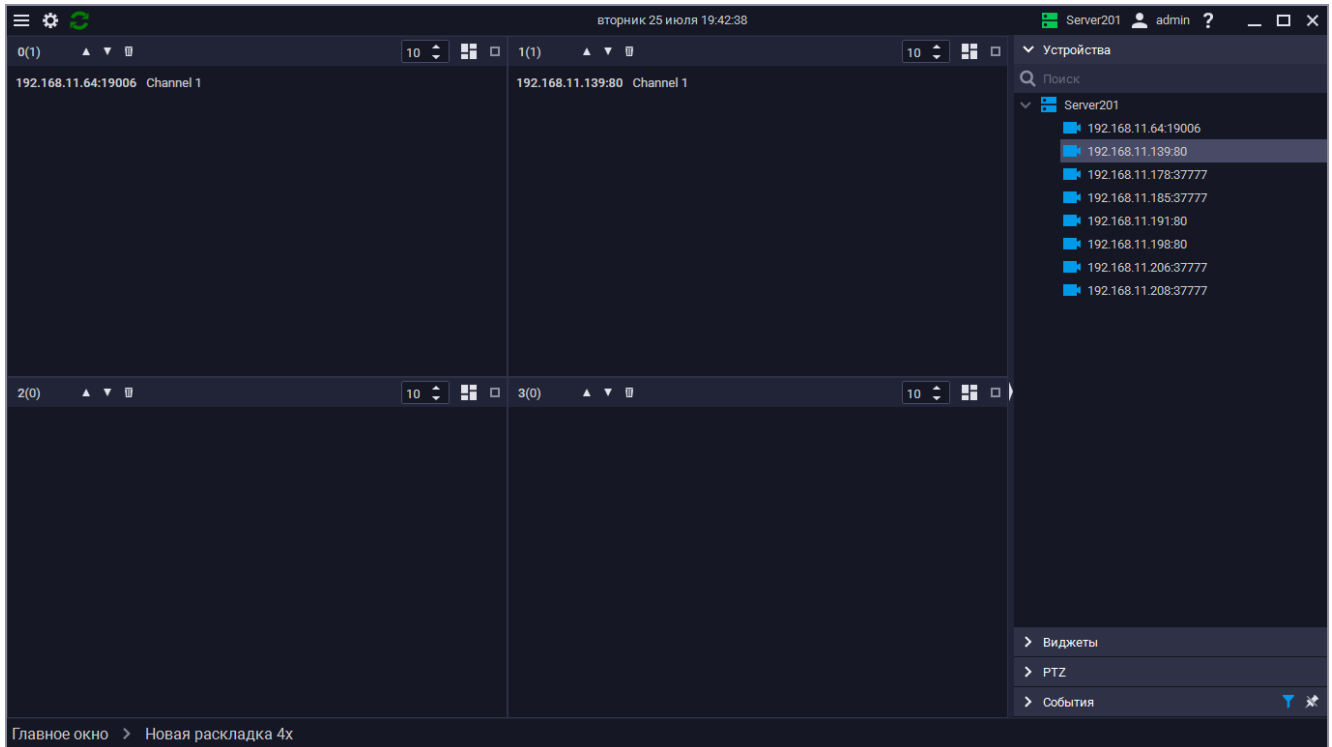 вторник 25 июля 19:42:38 Server201 admin ?
0(1) 10 1(1) 10 Устройства
192.168.11.64:19006 Channel 1 192.168.11.139:80 Channel 1 Поиск
Server201
192.168.11.64:19006
192.168.11.139:80
192.168.11.178:37777
192.168.11.185:37777
192.168.11.191:80
192.168.11.198:80
192.168.11.206:37777
192.168.11.208:37777
2(0) 10 3(0) 10
Виджеты
PTZ
События
Главное окно > Новая раскладка 4x